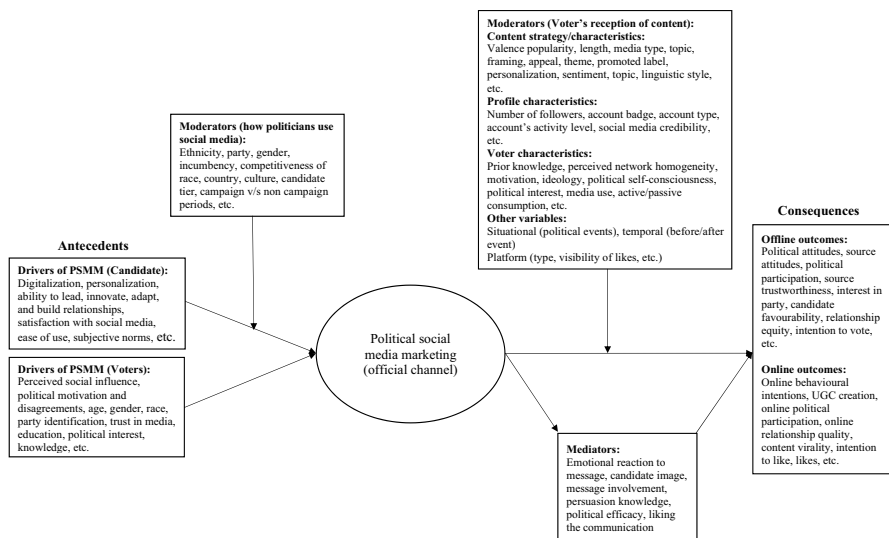 Moderators (how politicians use
social media):
Ethnicity, party, gender,
incumbency, competitiveness of
race, country, culture, candidate
tier, campaign v/s non campaign
periods, etc.
Moderators (Voter's reception of content):
Content strategy/characteristics:
Valence popularity, length, media type, topic,
framing, appeal, theme, promoted label,
personalization, sentiment, topic, linguistic style,
etc.
Profile characteristics:
Number of followers, account badge, account type,
account's activity level, social media credibility,
etc.
Voter characteristics:
Prior knowledge, perceived network homogeneity,
motivation, ideology, political self-consciousness,
political interest, media use, active/passive
consumption, etc.
Other variables:
Situational (political events), temporal (before/after
event)
Platform (type, visibility of likes, etc.)
Antecedents
Drivers of PSMM (Candidate):
Digitalization, personalization,
ability to lead, innovate, adapt,
and build relationships,
satisfaction with social media,
ease of use, subjective norms, etc.
Drivers of PSMM (Voters):
Perceived social influence,
political motivation and
disagreements, age, gender, race,
party identification, trust in media,
education, political interest,
knowledge, etc.
Political social
media marketing
(official channel)
Mediators:
Emotional reaction to
message, candidate image,
message involvement,
persuasion knowledge,
political efficacy, liking
the communication
Consequences
Offline outcomes:
Political attitudes, source
attitudes, political
participation, source
trustworthiness, interest in
party, candidate
favourability, relationship
equity, intention to vote,
etc.
Online outcomes:
Online behavioural
intentions, UGC creation,
online political
participation, online
relationship quality,
content virality, intention
to like, likes, etc.